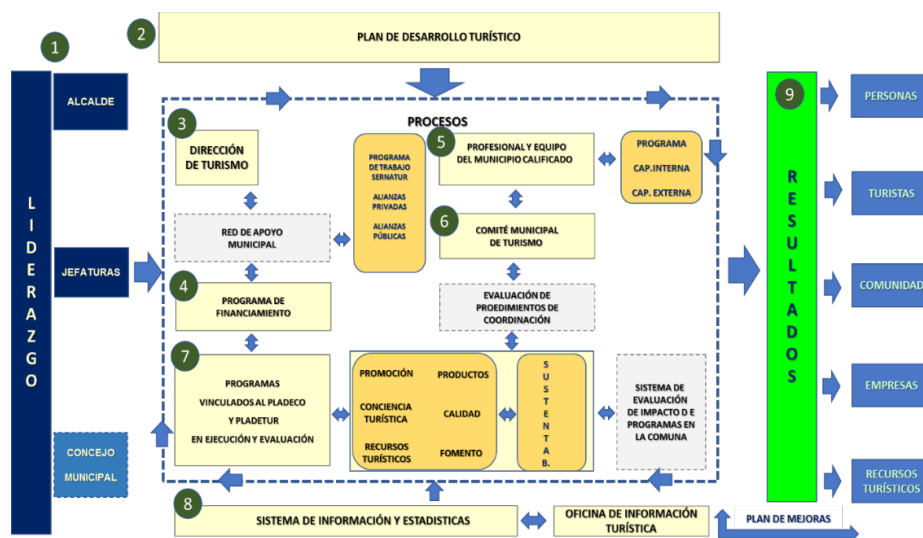 1
2
PLAN DE DESARROLLO TURÍSTICO
LIDERAZGO
ALCALDE
JEFATURAS
CONCEJO
MUNICIPAL
PROCESOS
3
DIRECCIÓN
DE TURISMO
RED DE APOYO
MUNICIPAL
4
PROGRAMA DE
FINANCIAMIENTO
PROGRAMA
DE TRABAJO
SERNATUR
ALIANZAS
PRIVADAS
ALIANZAS
PÚBLICAS
5
PROFESIONAL Y EQUIPO
DEL MUNICIPIO CALIFICADO
PROGRAMA
CAP.INTERNA
CAP. EXTERNA
6
COMITÉ MUNICIPAL
DE TURISMO
EVALUACIÓN DE
PROEDIMIENTOS DE
COORDINACIÓN
7
PROGRAMAS
VINCULADOS AL PLADECO
Y PLADETUR
EN EJECUCIÓN Y EVALUACIÓN
PROMOCIÓN
PRODUCTOS
CONCIENCIA
TURÍSTICA
CALIDAD
RECURSOS
TURÍSTICOS
FOMENTO
SUSTENTAB.
SISTEMA DE
EVALUACIÓN
DE IMPACTO D E
PROGRAMAS EN
LA COMUNA
8
SISTEMA DE INFORMACIÓN Y ESTADISTICAS
OFICINA DE INFORMACIÓN
TURÍSTICA
PLAN DE MEJORAS
9
RESULTADOS
PERSONAS
TURISTAS
COMUNIDAD
EMPRESAS
RECURSOS
TURÍSTICOS